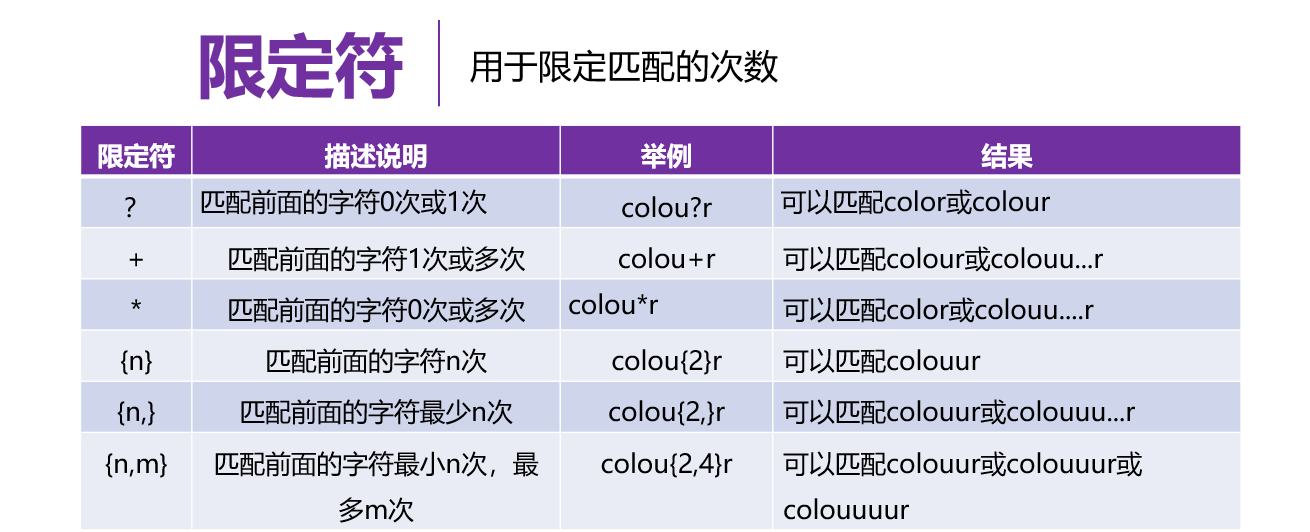 限定符
用于限定匹配的次数
限定符 描述说明 举例 结果
? 匹配前面的字符0次或1次 colou?r 可以匹配color或colour
+ 匹配前面的字符1次或多次 colou+r 可以匹配colour或colouu...r
* 匹配前面的字符0次或多次 colou*r 可以匹配color或colouu....r
{n} 匹配前面的字符n次 colou{2}r 可以匹配colouur
{n,} 匹配前面的字符最少n次 colou{2,}r 可以匹配colouur或colouuu...r
{n,m} 匹配前面的字符最小n次，最 colou{2,4}r 可以匹配colouur或colouuur或
多m次 colouuuur